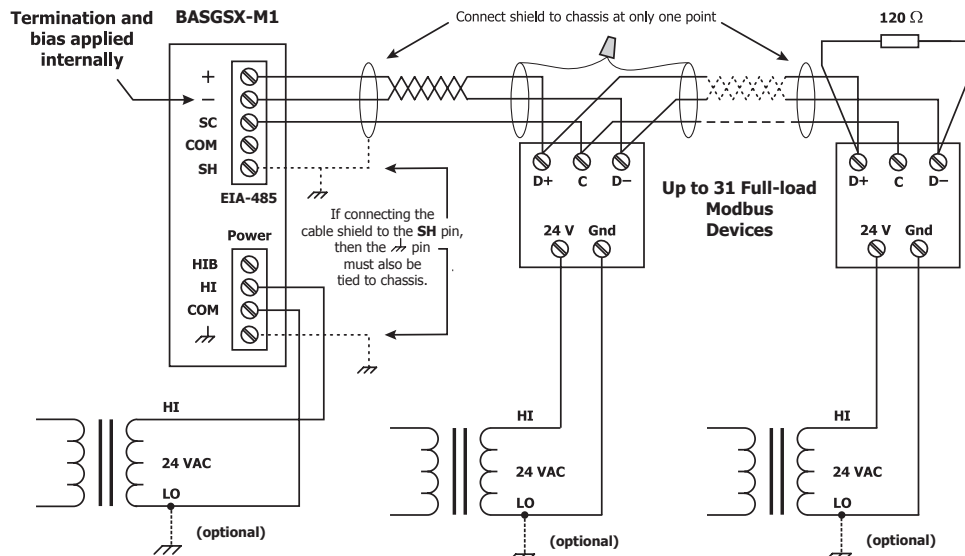 Termination and
bias applied
internally
BASGSX-M1
Connect shield to chassis at only one point
120 Ω
+
−
SC
COM
SH
EIA-485
D+ C D−
D+ C D−
Up to 31 Full-load
Modbus
Devices
If connecting the
cable shield to the SH pin,
then the pin
must also be
tied to chassis.
Power
HIB
HI
COM
24 V Gnd
24 V Gnd
HI
24 VAC
LO
(optional)
HI
24 VAC
LO
(optional)
HI
24 VAC
LO
(optional)